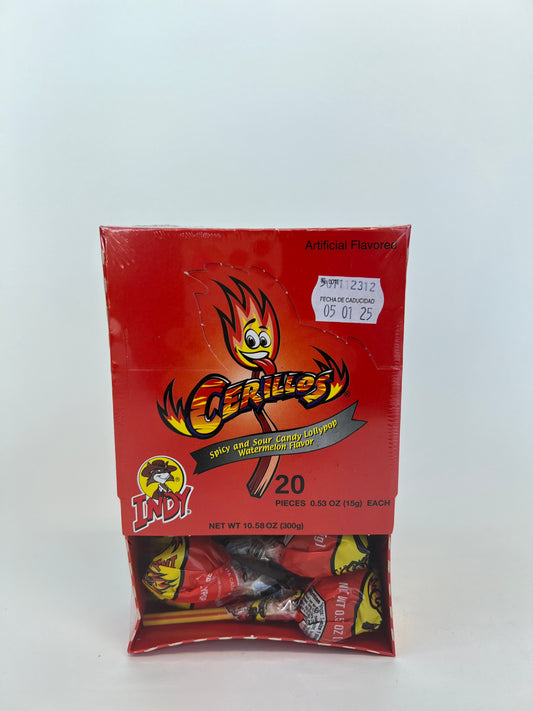 Artificial Flavored
FECHA DE CADUCIDAD
05 01 25
CERILLOS®
Spicy and Sour Candy Lollypop
Watermelon Flavor
INDY®
20
PIECES 0.53 OZ (15g) EACH
NET WT 10.58 OZ (300g)